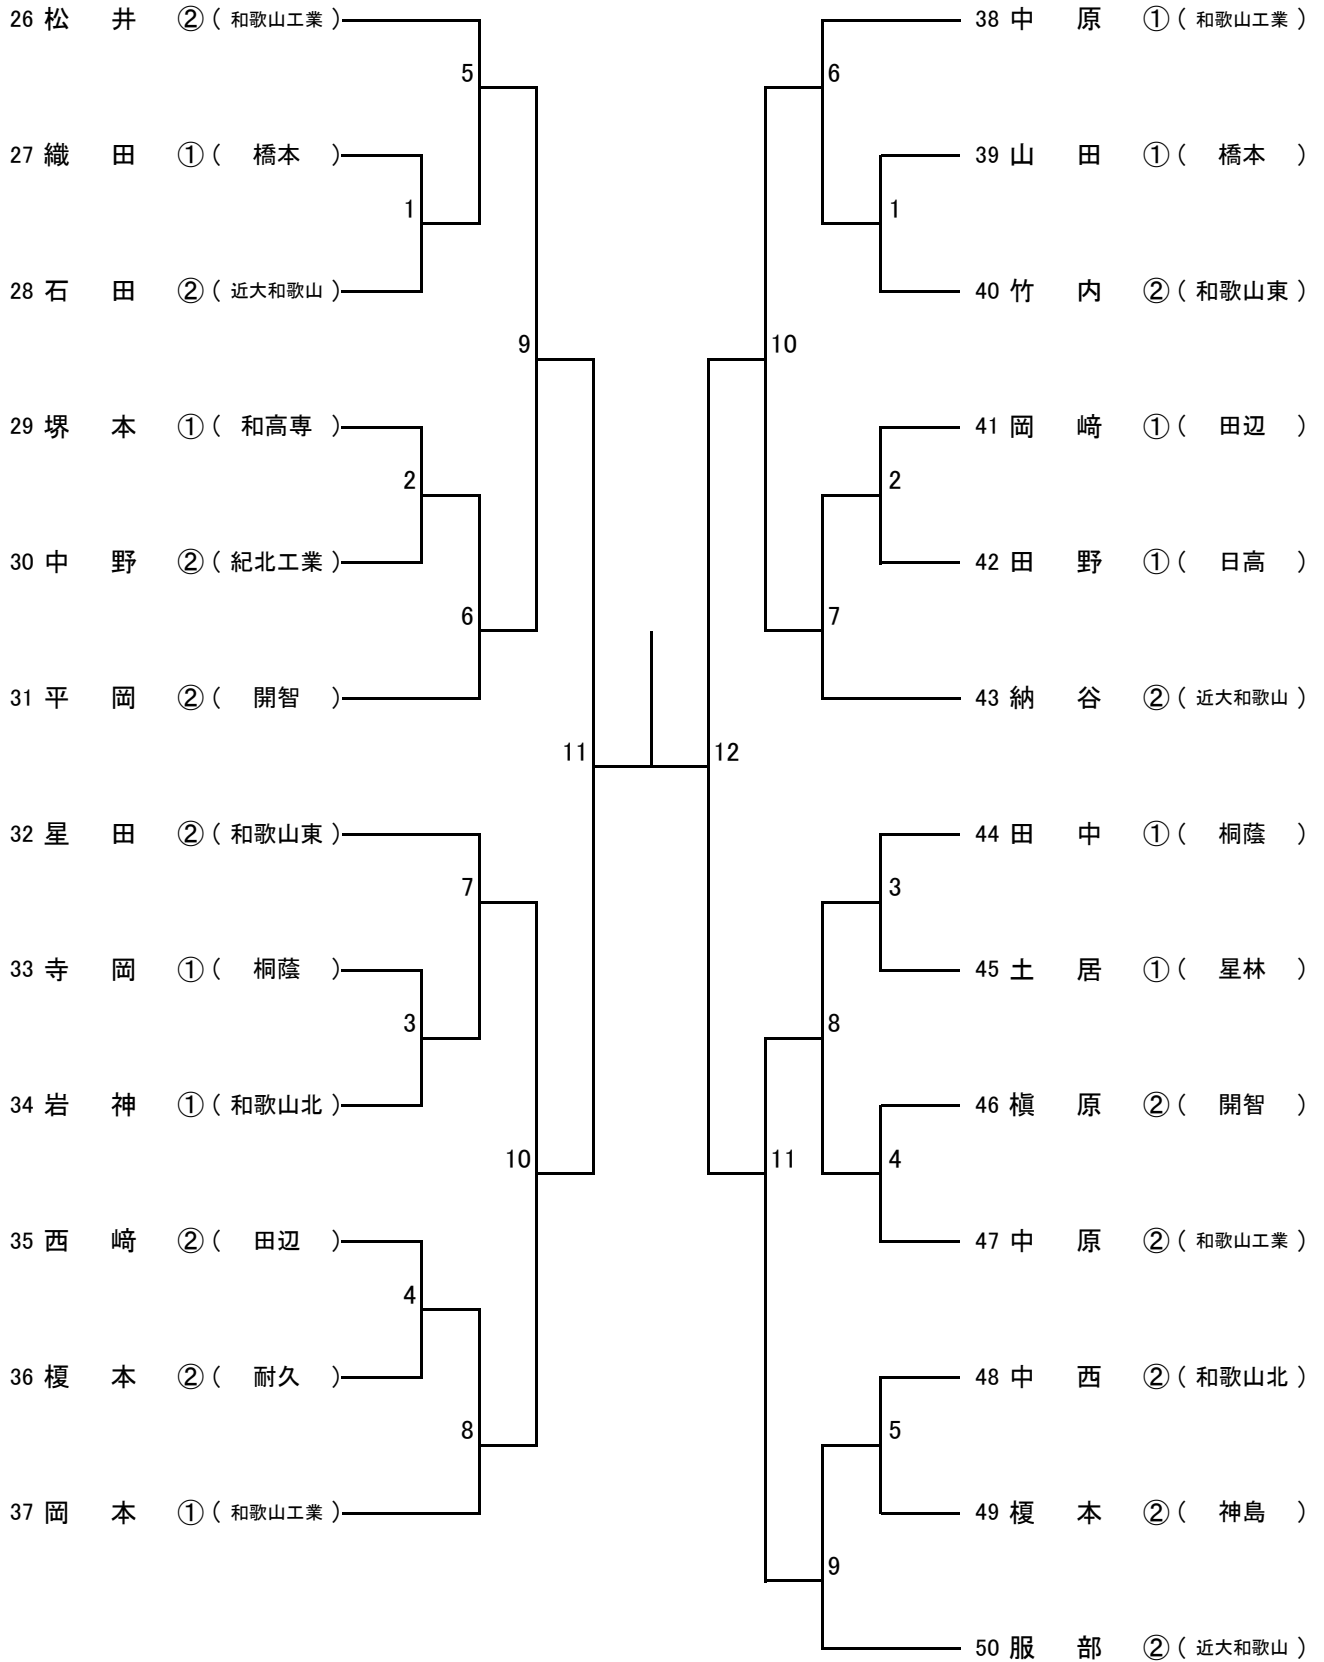 26 松 井 ② ( 和歌山工業 )
5
27 織 田 ① ( 橋本 )
1
28 石 田 ② ( 近大和歌山 )
9
29 堺 本 ① ( 和高専 )
2
30 中 野 ② ( 紀北工業 )
6
31 平 岡 ② ( 開智 )
11
32 星 田 ② ( 和歌山東 )
7
33 寺 岡 ① ( 桐蔭 )
3
34 岩 神 ① ( 和歌山北 )
10
35 西 﨑 ② ( 田辺 )
4
36 榎 本 ② ( 耐久 )
8
37 岡 本 ① ( 和歌山工業 )
38 中 原 ① ( 和歌山工業 )
6
39 山 田 ① ( 橋本 )
1
40 竹 内 ② ( 和歌山東 )
10
41 岡 﨑 ① ( 田辺 )
2
42 田 野 ① ( 日高 )
7
43 納 谷 ② ( 近大和歌山 )
12
44 田 中 ① ( 桐蔭 )
3
45 土 居 ① ( 星林 )
8
46 槇 原 ② ( 開智 )
11
4
47 中 原 ② ( 和歌山工業 )
48 中 西 ② ( 和歌山北 )
5
49 榎 本 ② ( 神島 )
9
50 服 部 ② ( 近大和歌山 )